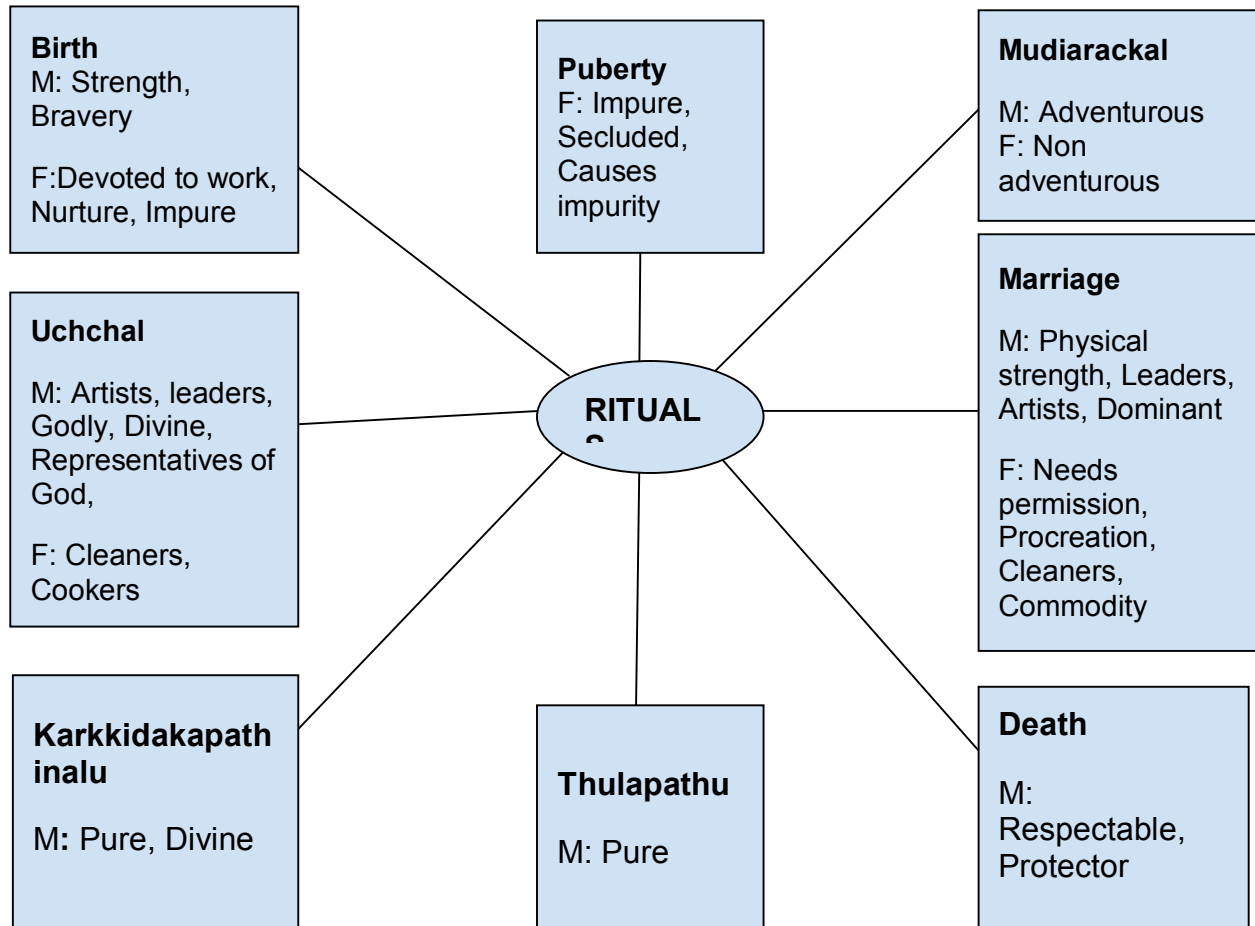 Birth
M: Strength,
Bravery
F:Devoted to work,
Nurture, Impure
Puberty
F: Impure,
Secluded,
Causes
impurity
Mudiarackal
M: Adventurous
F: Non
adventurous
Uchchal
M: Artists, leaders,
Godly, Divine,
Representatives of
God,
F: Cleaners,
Cookers
RITUAL
S
Marriage
M: Physical
strength, Leaders,
Artists, Dominant
F: Needs
permission,
Procreation,
Cleaners,
Commodity
Karkkidakapath
inalu
M: Pure, Divine
Thulapathu
M: Pure
Death
M:
Respectable,
Protector